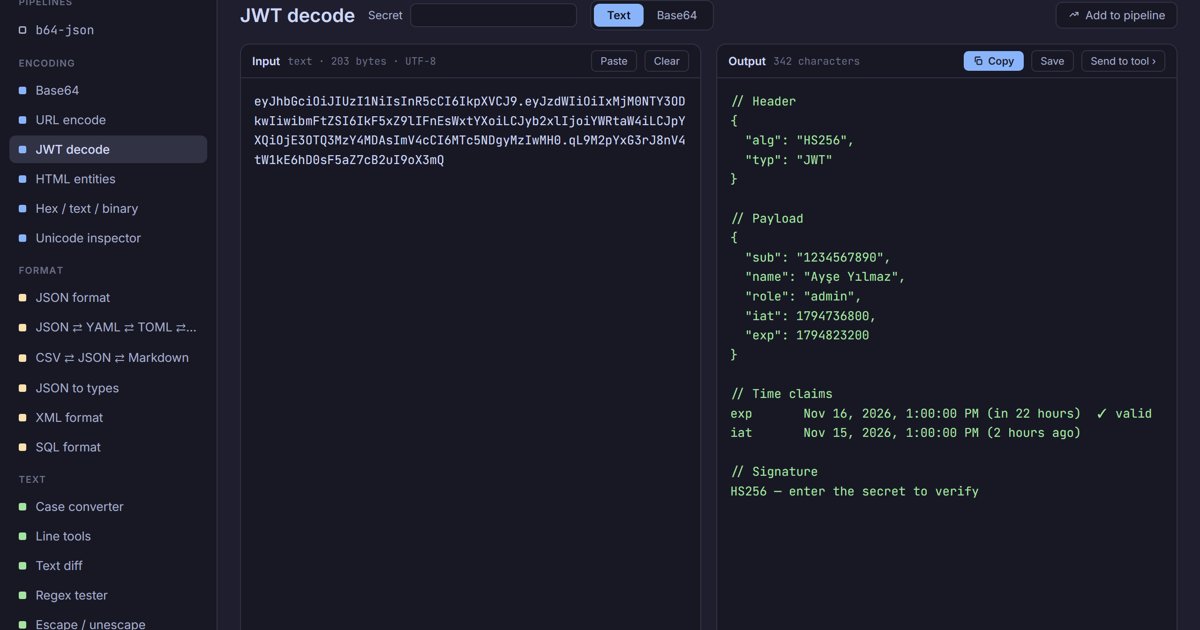 PIPELINES
b64-json
ENCODING
Base64
URL encode
JWT decode
HTML entities
Hex / text / binary
Unicode inspector
FORMAT
JSON format
JSON ⇄ YAML ⇄ TOML ⇄...
CSV ⇄ JSON ⇄ Markdown
JSON to types
XML format
SQL format
TEXT
Case converter
Line tools
Text diff
Regex tester
Escape / unescape
JWT decode Secret Text Base64 Add to pipeline
Input text · 203 bytes · UTF-8 Paste Clear
eyJhbGciOiJIUzI1NiIsInR5cCI6IkpXVCJ9.eyJzdWIiOiIxMjM0NTY3OD
kwIiwibmFtZSI6IkF5xZ9lIFnEsWxtYXoiLCJyb2xlIjoiYWRtaW4iLCJpY
XQiOjE3OTQ3MzY4MDAsImV4cCI6MTc5NDgyMzIwMH0.qL9M2pYxG3rJ8nV4
tW1kE6hD0sF5aZ7cB2uI9oX3mQ
Output 342 characters Copy Save Send to tool ›
// Header
{
"alg": "HS256",
"typ": "JWT"
}
// Payload
{
"sub": "1234567890",
"name": "Ayşe Yılmaz",
"role": "admin",
"iat": 1794736800,
"exp": 1794823200
}
// Time claims
exp Nov 16, 2026, 1:00:00 PM (in 22 hours) ✓ valid
iat Nov 15, 2026, 1:00:00 PM (2 hours ago)
// Signature
HS256 — enter the secret to verify